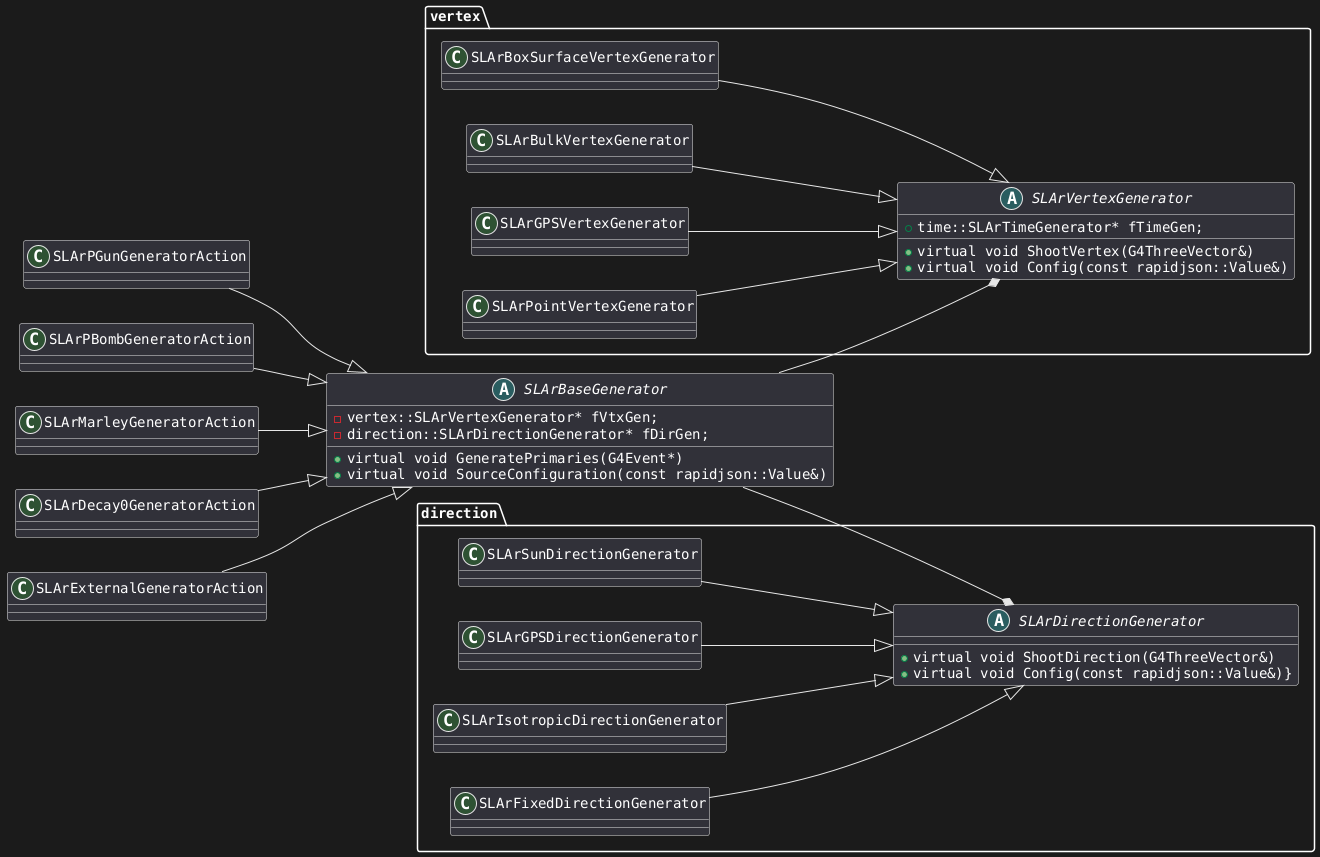 vertex
C SLArBoxSurfaceVertexGenerator
C SLArBulkVertexGenerator
C SLArGPSVertexGenerator
C SLArPointVertexGenerator
A SLArVertexGenerator
time::SLArTimeGenerator* fTimeGen;
virtual void ShootVertex(G4ThreeVector&)
virtual void Config(const rapidjson::Value&)
C SLArPGunGeneratorAction
C SLArPBombGeneratorAction
C SLArMarleyGeneratorAction
C SLArDecay0GeneratorAction
C SLArExternalGeneratorAction
A SLArBaseGenerator
vertex::SLArVertexGenerator* fVtxGen;
direction::SLArDirectionGenerator* fDirGen;
virtual void GeneratePrimaries(G4Event*)
virtual void SourceConfiguration(const rapidjson::Value&)
direction
C SLArSunDirectionGenerator
C SLArGPSDirectionGenerator
C SLArIsotropicDirectionGenerator
C SLArFixedDirectionGenerator
A SLArDirectionGenerator
virtual void ShootDirection(G4ThreeVector&)
virtual void Config(const rapidjson::Value&)}